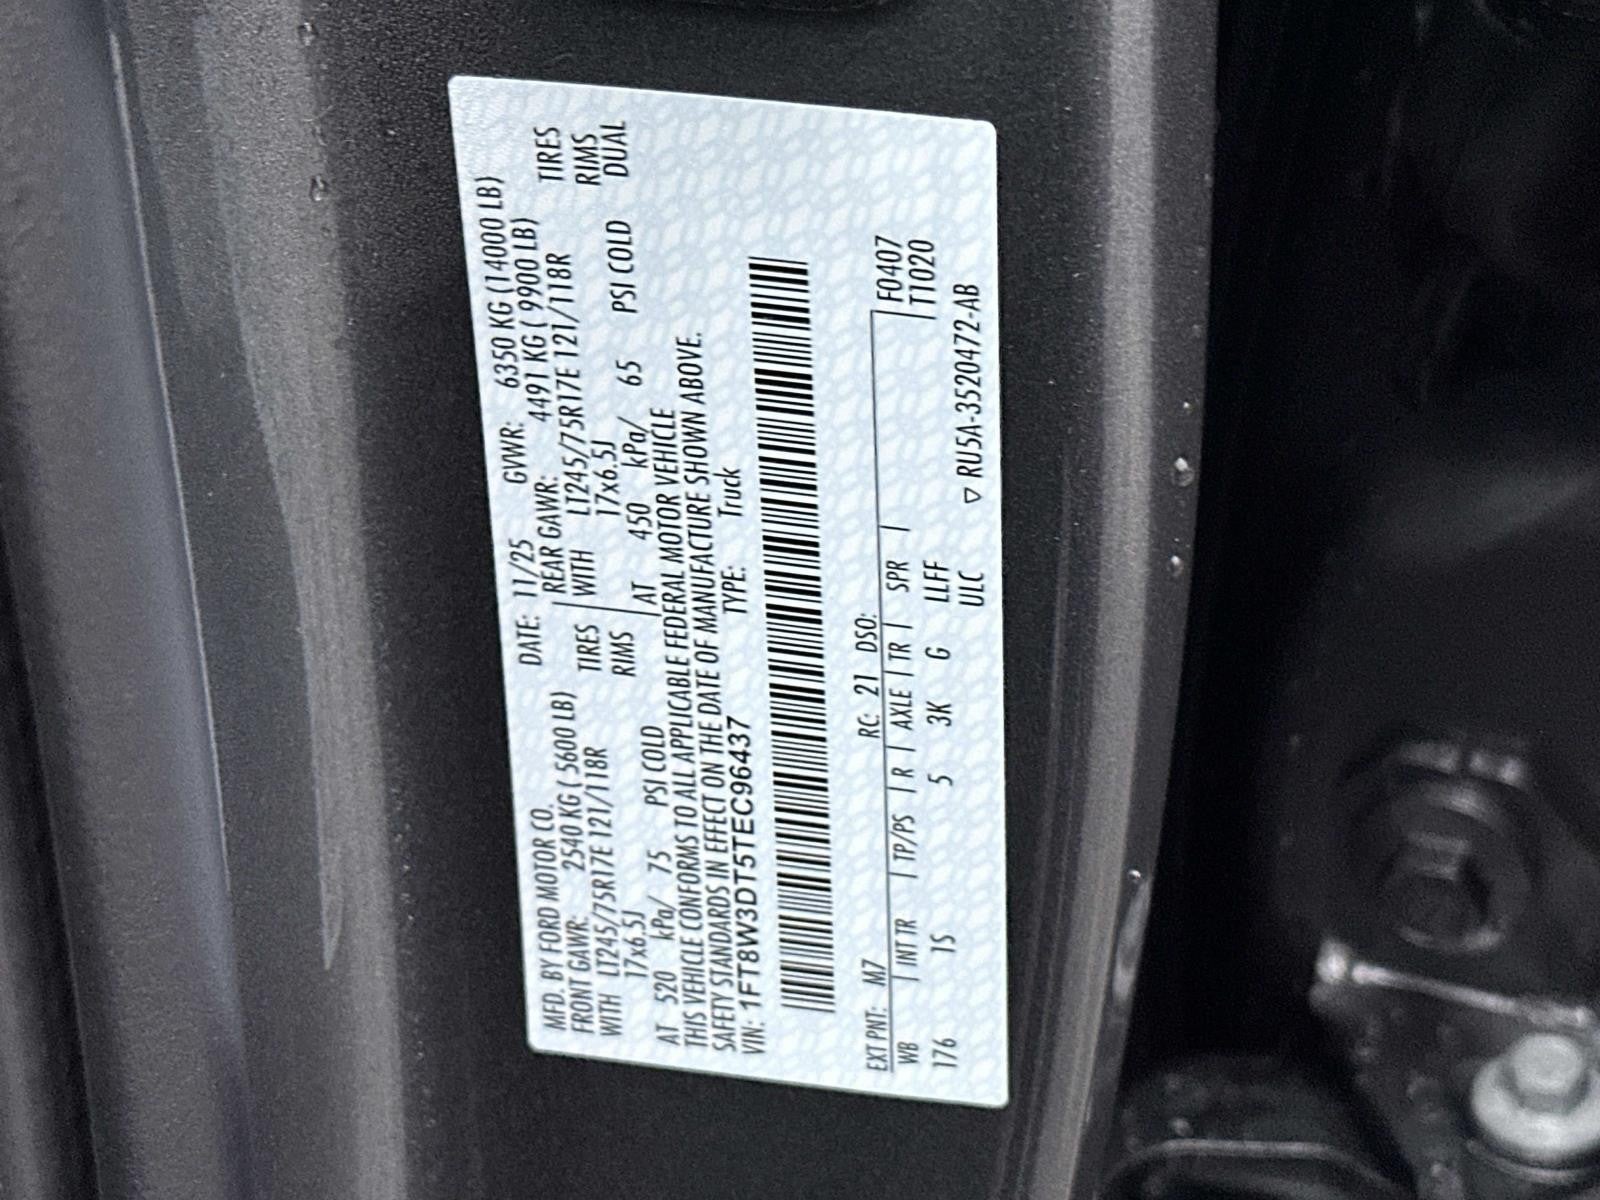 MFD. BY FORD MOTOR CO. DATE: 11/25 GVWR: 6350 KG (14000 LB)
FRONT GAWR: 2540 KG ( 5600 LB) REAR GAWR: 4491 KG ( 9900 LB)
WITH LT245/75R17E 121/118R TIRES WITH LT245/75R17E 121/118R TIRES
17x6.5J RIMS 17x6.5J RIMS
AT 520 kPa/ 75 PSI COLD AT 450 kPa/ 65 PSI COLD DUAL
THIS VEHICLE CONFORMS TO ALL APPLICABLE FEDERAL MOTOR VEHICLE
SAFETY STANDARDS IN EFFECT ON THE DATE OF MANUFACTURE SHOWN ABOVE.
VIN: 1FT8W3DT5TEC96437 TYPE: Truck
EXT PNT: M7 RC: 21 DSO: F0407
WB | INT TR | TP/PS | R | AXLE | TR | SPR | T1020
176 1S 5 3K G LLFF
ULC ▽ RU5A-3520472-AB